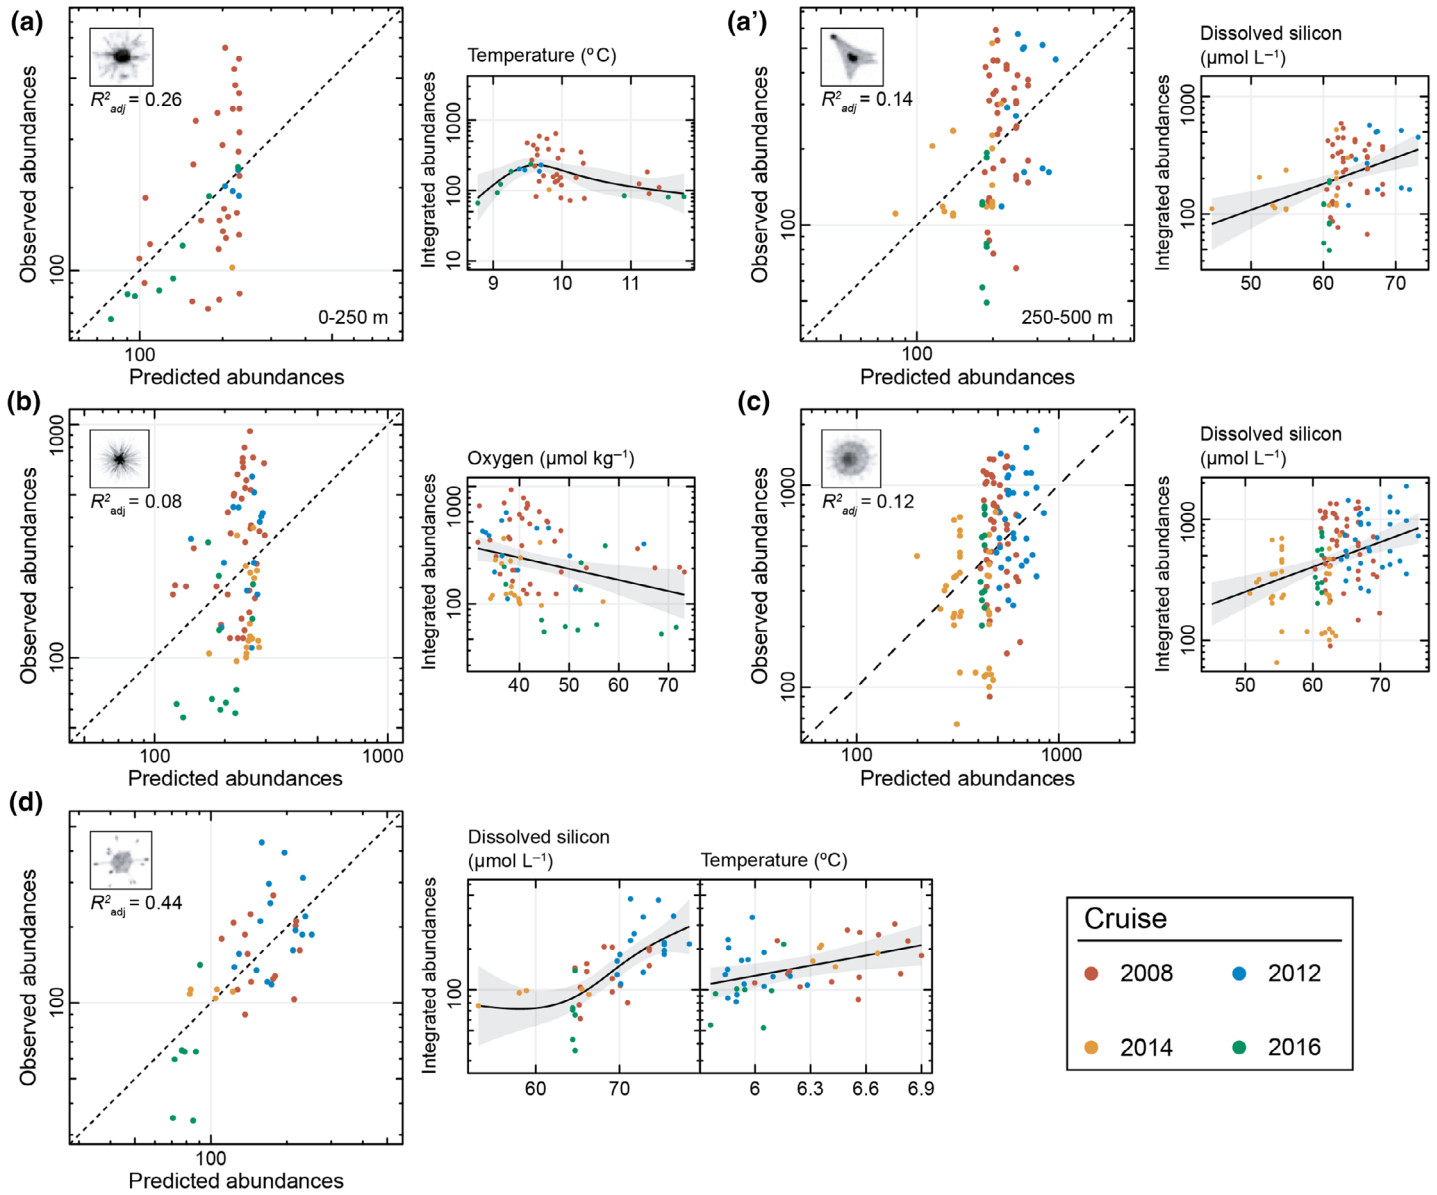 (a)
R²adj = 0.26
0-250 m
Observed abundances
100
100
Predicted abundances
Temperature (ºC)
Integrated abundances
1000
100
10
9 10 11
(a’)
R²adj = 0.14
250-500 m
Observed abundances
100
100
Predicted abundances
Dissolved silicon
(µmol L⁻¹)
Integrated abundances
1000
100
50 60 70
(b)
R²adj = 0.08
Observed abundances
1000
100
100 1000
Predicted abundances
Oxygen (µmol kg⁻¹)
Integrated abundances
1000
100
40 50 60 70
(c)
R²adj = 0.12
Observed abundances
1000
100
100 1000
Predicted abundances
Dissolved silicon
(µmol L⁻¹)
Integrated abundances
1000
100
50 60 70
(d)
R²adj = 0.44
Observed abundances
100
100
Predicted abundances
Dissolved silicon
(µmol L⁻¹)
Integrated abundances
100
60 70
Temperature (ºC)
6 6.3 6.6 6.9
Cruise
2008 2012
2014 2016